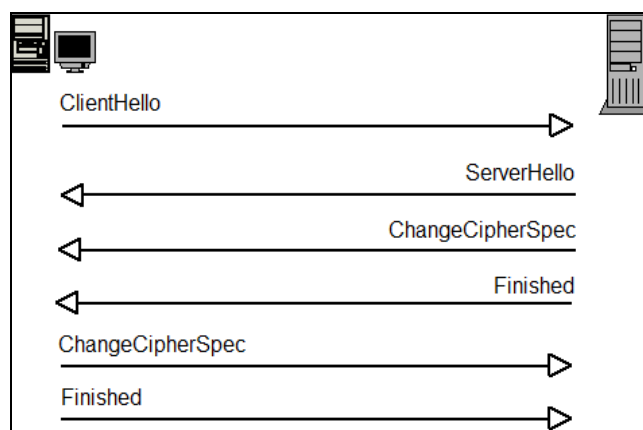 ClientHello
ServerHello
ChangeCipherSpec
Finished
ChangeCipherSpec
Finished